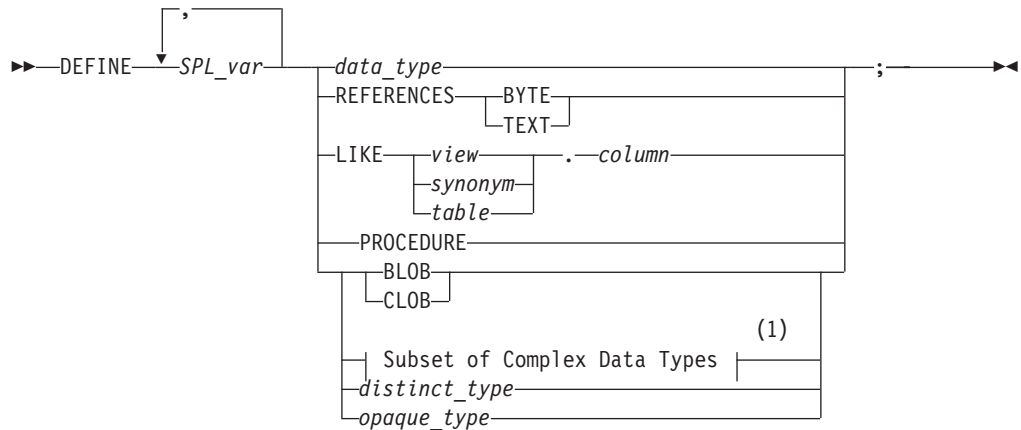 ,
DEFINE SPL_var data_type ;
REFERENCES BYTE
TEXT
LIKE view . column
synonym
table
PROCEDURE
BLOB
CLOB
(1)
Subset of Complex Data Types
distinct_type
opaque_type